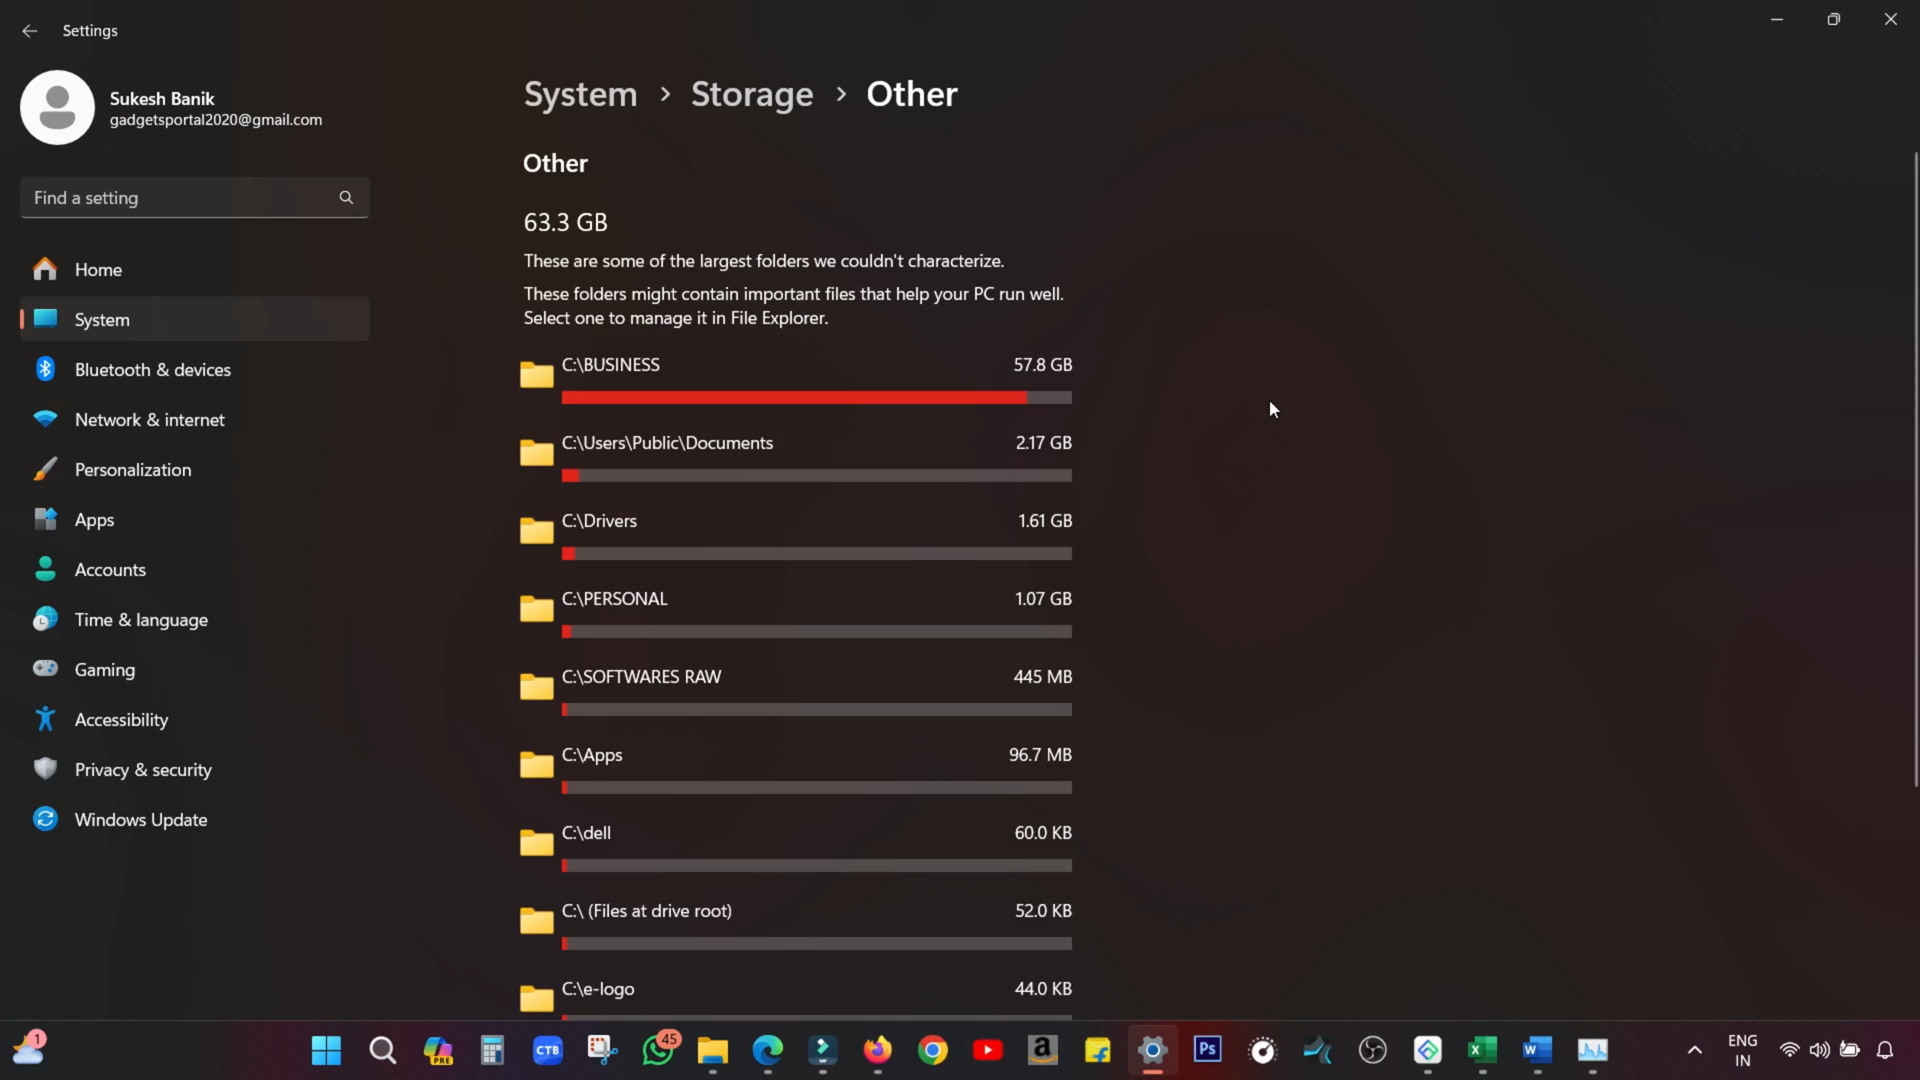 Settings
Sukesh Banik
gadgetsportal2020@gmail.com
Find a setting
Home
System
Bluetooth & devices
Network & internet
Personalization
Apps
Accounts
Time & language
Gaming
Accessibility
Privacy & security
Windows Update
System > Storage > Other
Other
63.3 GB
These are some of the largest folders we couldn't characterize.
These folders might contain important files that help your PC run well.
Select one to manage it in File Explorer.
C:\BUSINESS 57.8 GB
C:\Users\Public\Documents 2.17 GB
C:\Drivers 1.61 GB
C:\PERSONAL 1.07 GB
C:\SOFTWARES RAW 445 MB
C:\Apps 96.7 MB
C:\dell 60.0 KB
C:\ (Files at drive root) 52.0 KB
C:\e-logo 44.0 KB
1
PRE
CTB
45
a
Ps
X
W
ENG
IN